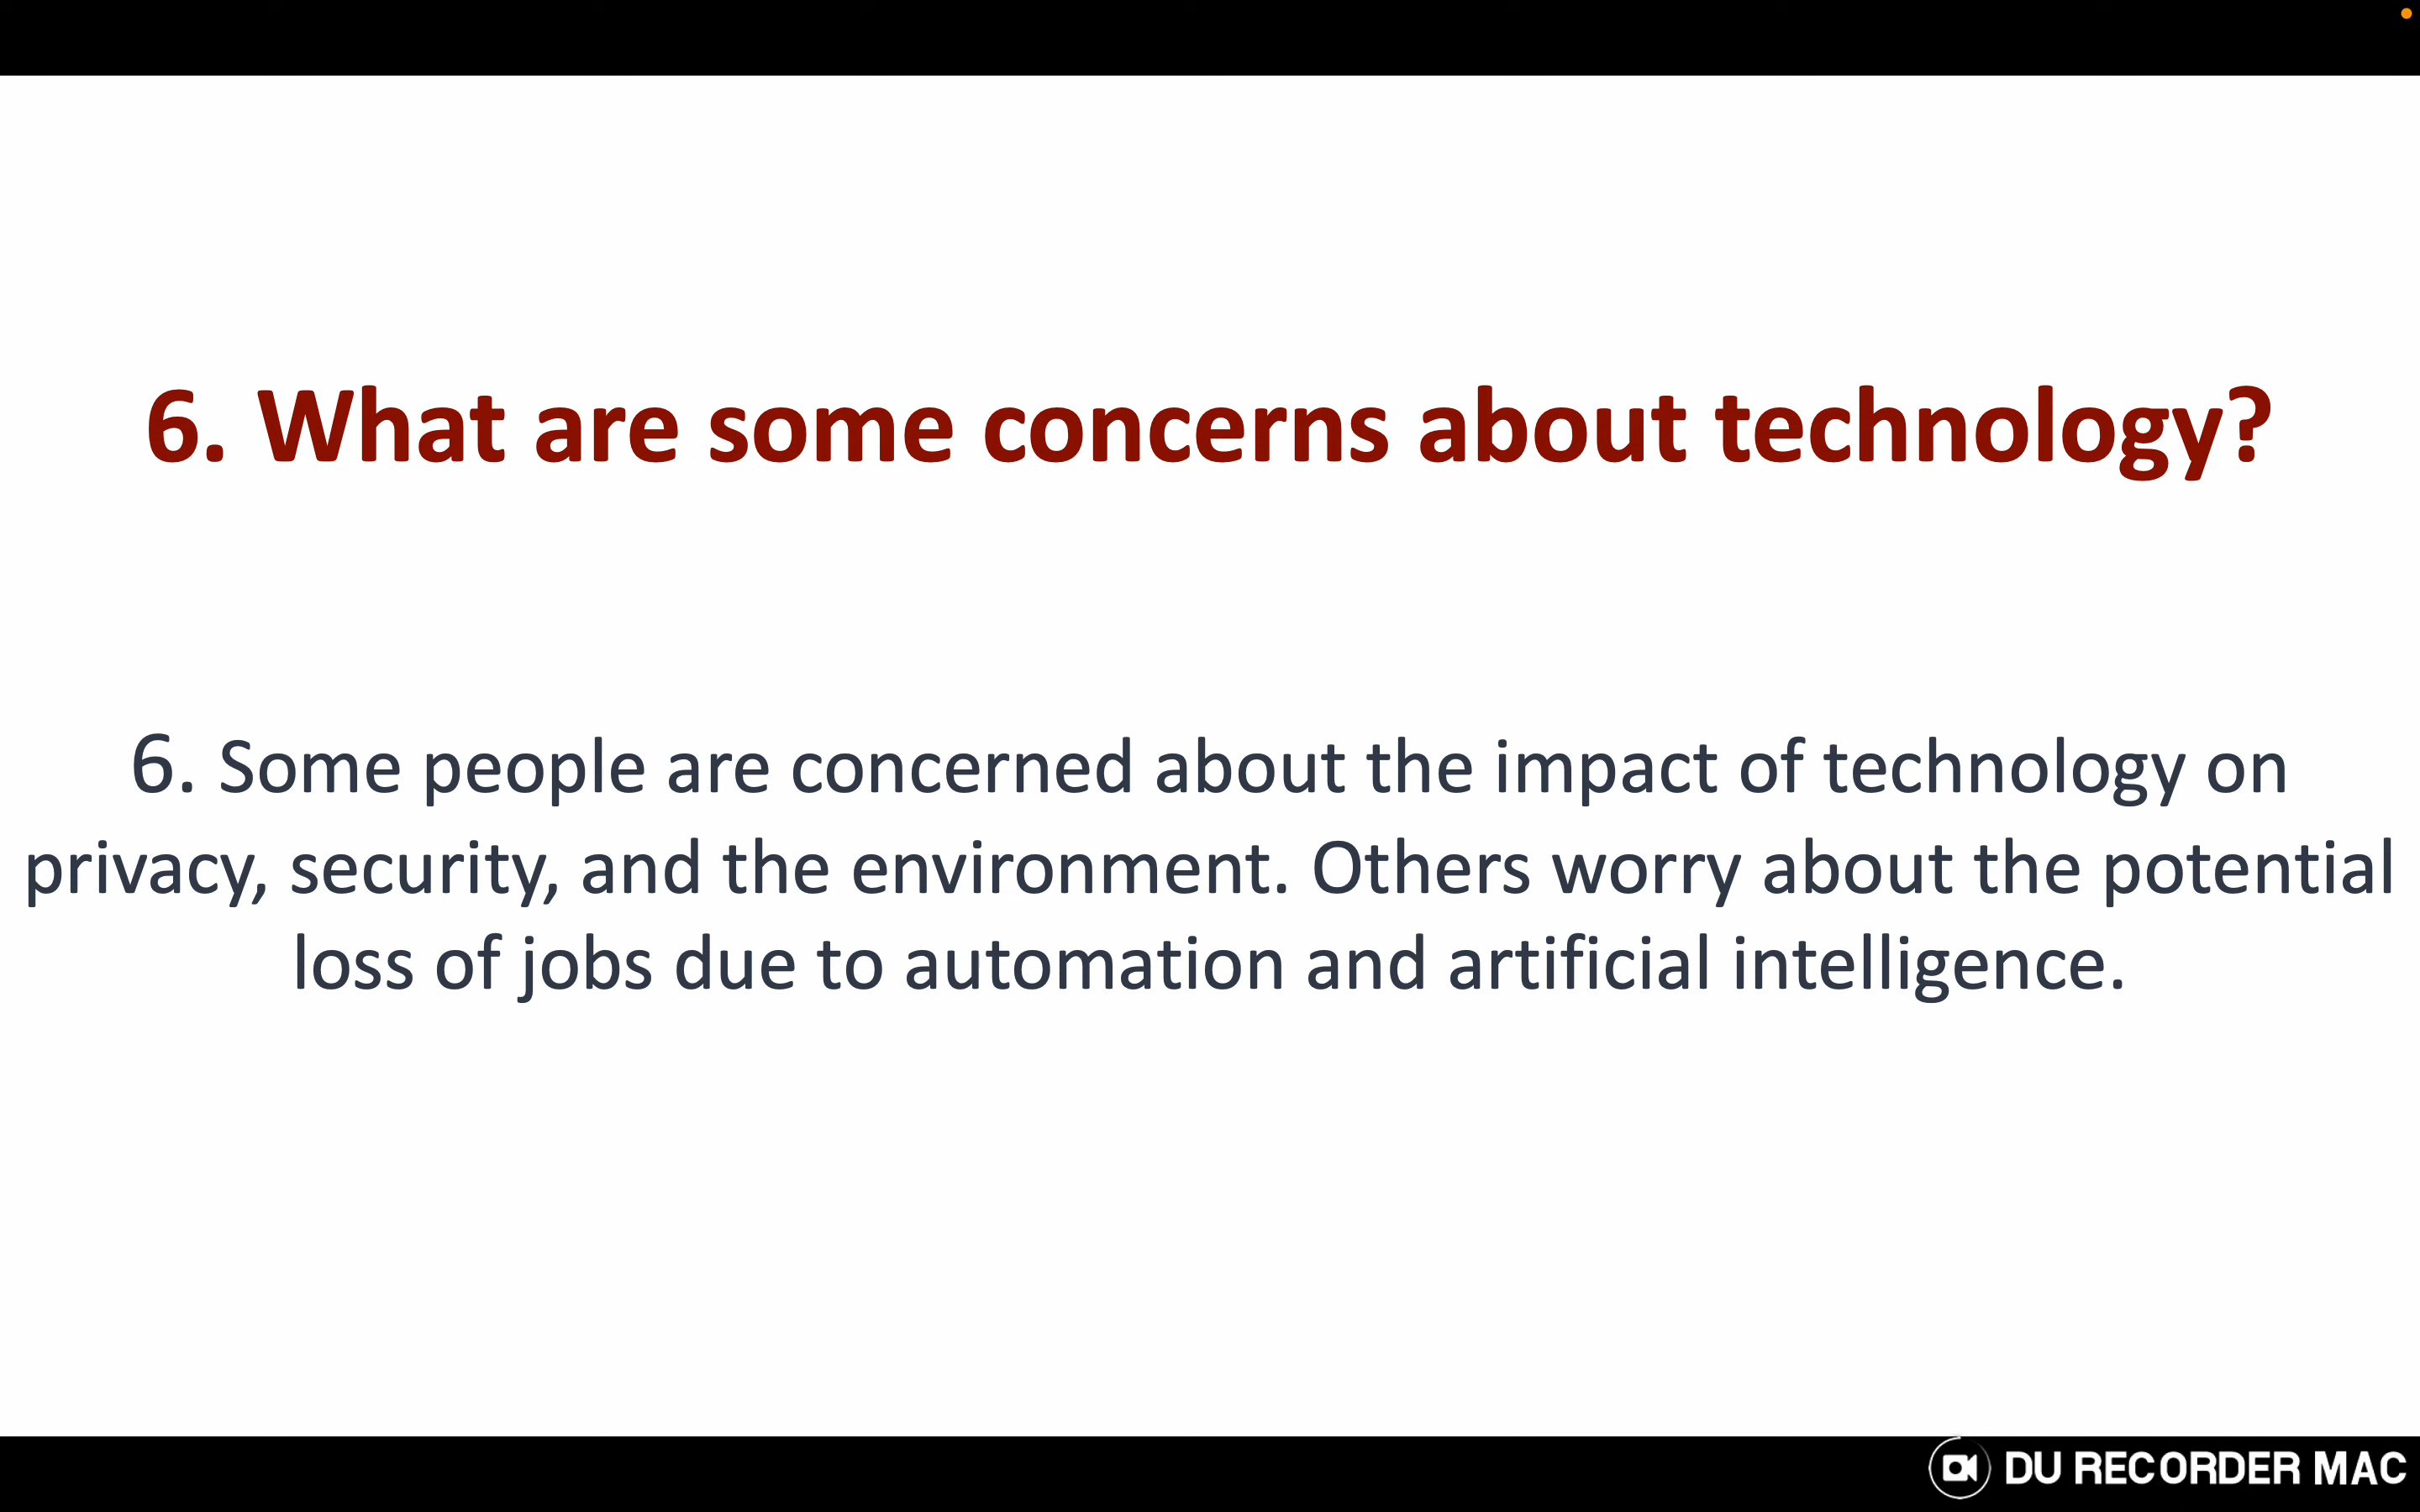 6. What are some concerns about technology?
6. Some people are concerned about the impact of technology on
privacy, security, and the environment. Others worry about the potential
loss of jobs due to automation and artificial intelligence.
DU RECORDER MAC